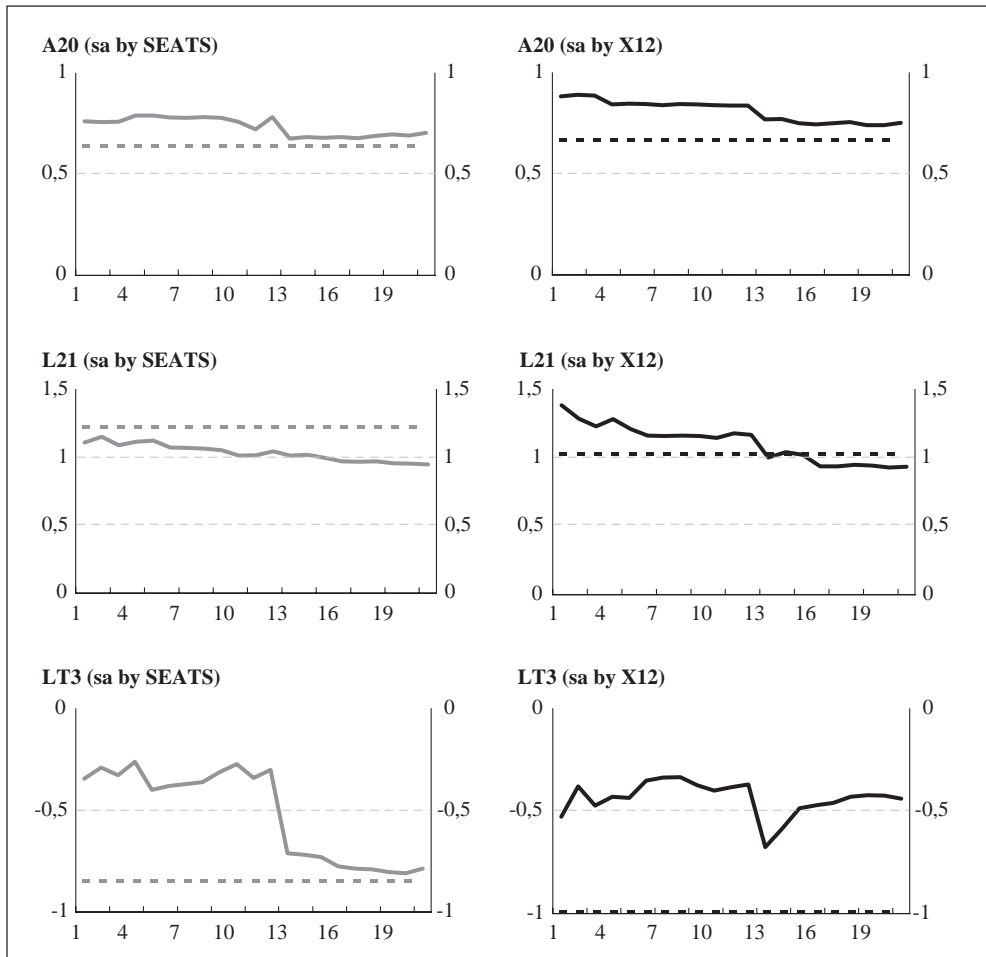 A20 (sa by SEATS)
1 1
0,5 0,5
0 0
1 4 7 10 13 16 19
A20 (sa by X12)
1 1
0,5 0,5
0 0
1 4 7 10 13 16 19
L21 (sa by SEATS)
1,5 1,5
1 1
0,5 0,5
0 0
1 4 7 10 13 16 19
L21 (sa by X12)
1,5 1,5
1 1
0,5 0,5
0 0
1 4 7 10 13 16 19
LT3 (sa by SEATS)
0 0
-0,5 -0,5
-1 -1
1 4 7 10 13 16 19
LT3 (sa by X12)
0 0
-0,5 -0,5
-1 -1
1 4 7 10 13 16 19